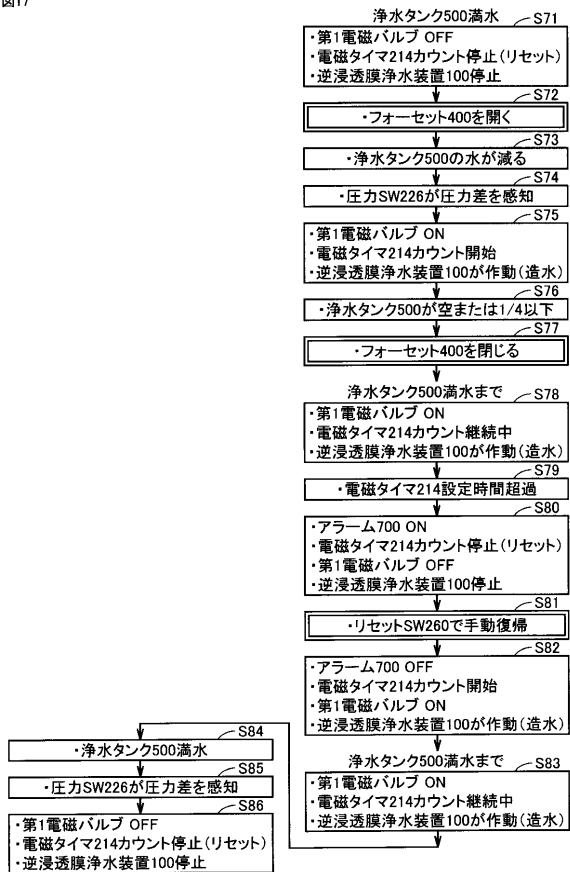 図17
浄水タンク500満水 S71
・第1電磁バルブ OFF
・電磁タイマ214カウント停止(リセット)
・逆浸透膜浄水装置100停止
S72
・フォーセット400を開く
S73
・浄水タンク500の水が減る
S74
・圧力SW226が圧力差を感知
S75
・第1電磁バルブ ON
・電磁タイマ214カウント開始
・逆浸透膜浄水装置100が作動(造水)
S76
・浄水タンク500が空または1/4以下
S77
・フォーセット400を閉じる
浄水タンク500満水まで S78
・第1電磁バルブ ON
・電磁タイマ214カウント継続中
・逆浸透膜浄水装置100が作動(造水)
S79
・電磁タイマ214設定時間超過
S80
・アラーム700 ON
・電磁タイマ214カウント停止(リセット)
・第1電磁バルブ OFF
・逆浸透膜浄水装置100停止
S81
・リセットSW260で手動復帰
S82
・アラーム700 OFF
・電磁タイマ214カウント開始
・第1電磁バルブ ON
・逆浸透膜浄水装置100が作動(造水)
浄水タンク500満水まで S83
・第1電磁バルブ ON
・電磁タイマ214カウント継続中
・逆浸透膜浄水装置100が作動(造水)
S84
・浄水タンク500満水
S85
・圧力SW226が圧力差を感知
S86
・第1電磁バルブ OFF
・電磁タイマ214カウント停止(リセット)
・逆浸透膜浄水装置100停止